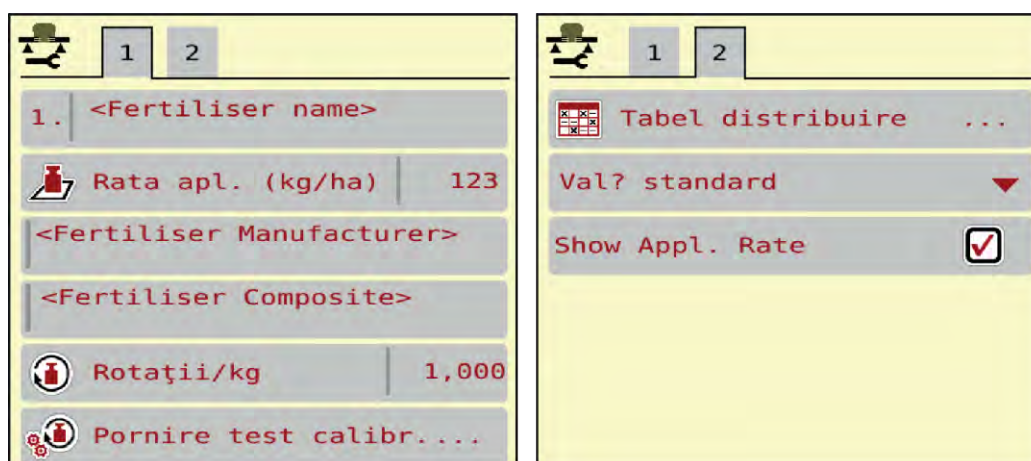 1 2
1. <Fertiliser name>
Rata apl. (kg/ha) 123
<Fertiliser Manufacturer>
<Fertiliser Composite>
Rotaţii/kg 1,000
Pornire test calibr....
1 2
Tabel distribuire ...
Val? standard
Show Appl. Rate